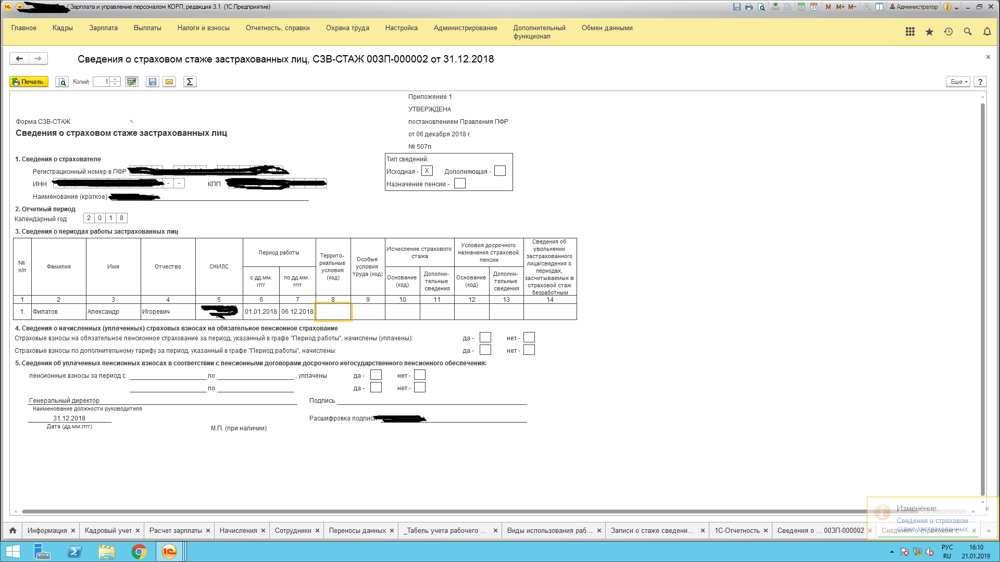 / Зарплата и управление персоналом КОРП, редакция 3.1 (1С:Предприятие)
M M+ M- Администратор
Главное Кадры Зарплата Выплаты Налоги и взносы Отчетность, справки Охрана труда Настройка Администрирование Дополнительный функционал Обмен данными
Сведения о страховом стаже застрахованных лиц, СЗВ-СТАЖ 00ЗП-000002 от 31.12.2018
Печать Копий: 1 Еще ?
Приложение 1
УТВЕРЖДЕНА
Форма СЗВ-СТАЖ постановлением Правления ПФР
Сведения о страховом стаже застрахованных лиц от 06 декабря 2018 г.
№ 507п
1. Сведения о страхователе Тип сведений:
Регистрационный номер в ПФР Исходная - X Дополняющая -
ИНН - - КПП Назначение пенсии -
Наименование (краткое)
2. Отчетный период
Календарный год 2 0 1 8
3. Сведения о периодах работы застрахованных лиц
№ п/п
Фамилия
Имя
Отчество
СНИЛС
Период работы
с дд.мм. гггг
по дд.мм. гггг
Террито-
риальные
условия
(код)
Особые
условия
труда (код)
Исчисление страхового
стажа
Основание
(код)
Дополни-
тельные
сведения
Условия досрочного
назначения страховой
пенсии
Основание
(код)
Дополни-
тельные
сведения
Сведения об
увольнении
застрахованного
лица/сведения о
периодах,
засчитываемых в
страховой стаж
безработным
1 2 3 4 5 6 7 8 9 10 11 12 13 14
1. Филатов Александр Игоревич 01.01.2018 06.12.2018
4. Сведения о начисленных (уплаченных) страховых взносах на обязательное пенсионное страхование
Страховые взносы на обязательное пенсионное страхование за период, указанный в графе "Период работы", начислены (уплачены): да - нет -
Страховые взносы по дополнительному тарифу за период, указанный в графе "Период работы", начислены: да - нет -
5. Сведения об уплаченных пенсионных взносах в соответствии с пенсионными договорами досрочного негосударственного пенсионного обеспечения:
пенсионные взносы за период с по , уплачены да - нет -
по да - нет -
Генеральный директор Подпись
Наименование должности руководителя
31.12.2018 Расшифровка подписи
Дата (дд.мм.гггг)
М.П. (при наличии)
Изменение:
Сведения о страховом
стаже застрахованных...
Информация Кадровый учет Расчет зарплаты Начисления Сотрудники Переносы данных _Табель учета рабочего ... Виды использования раб... Записи о стаже сведени... 1С-Отчетность Сведения о ... 00ЗП-000002 Сведения о страховом с...
РУС 16:10
RU 21.01.2019